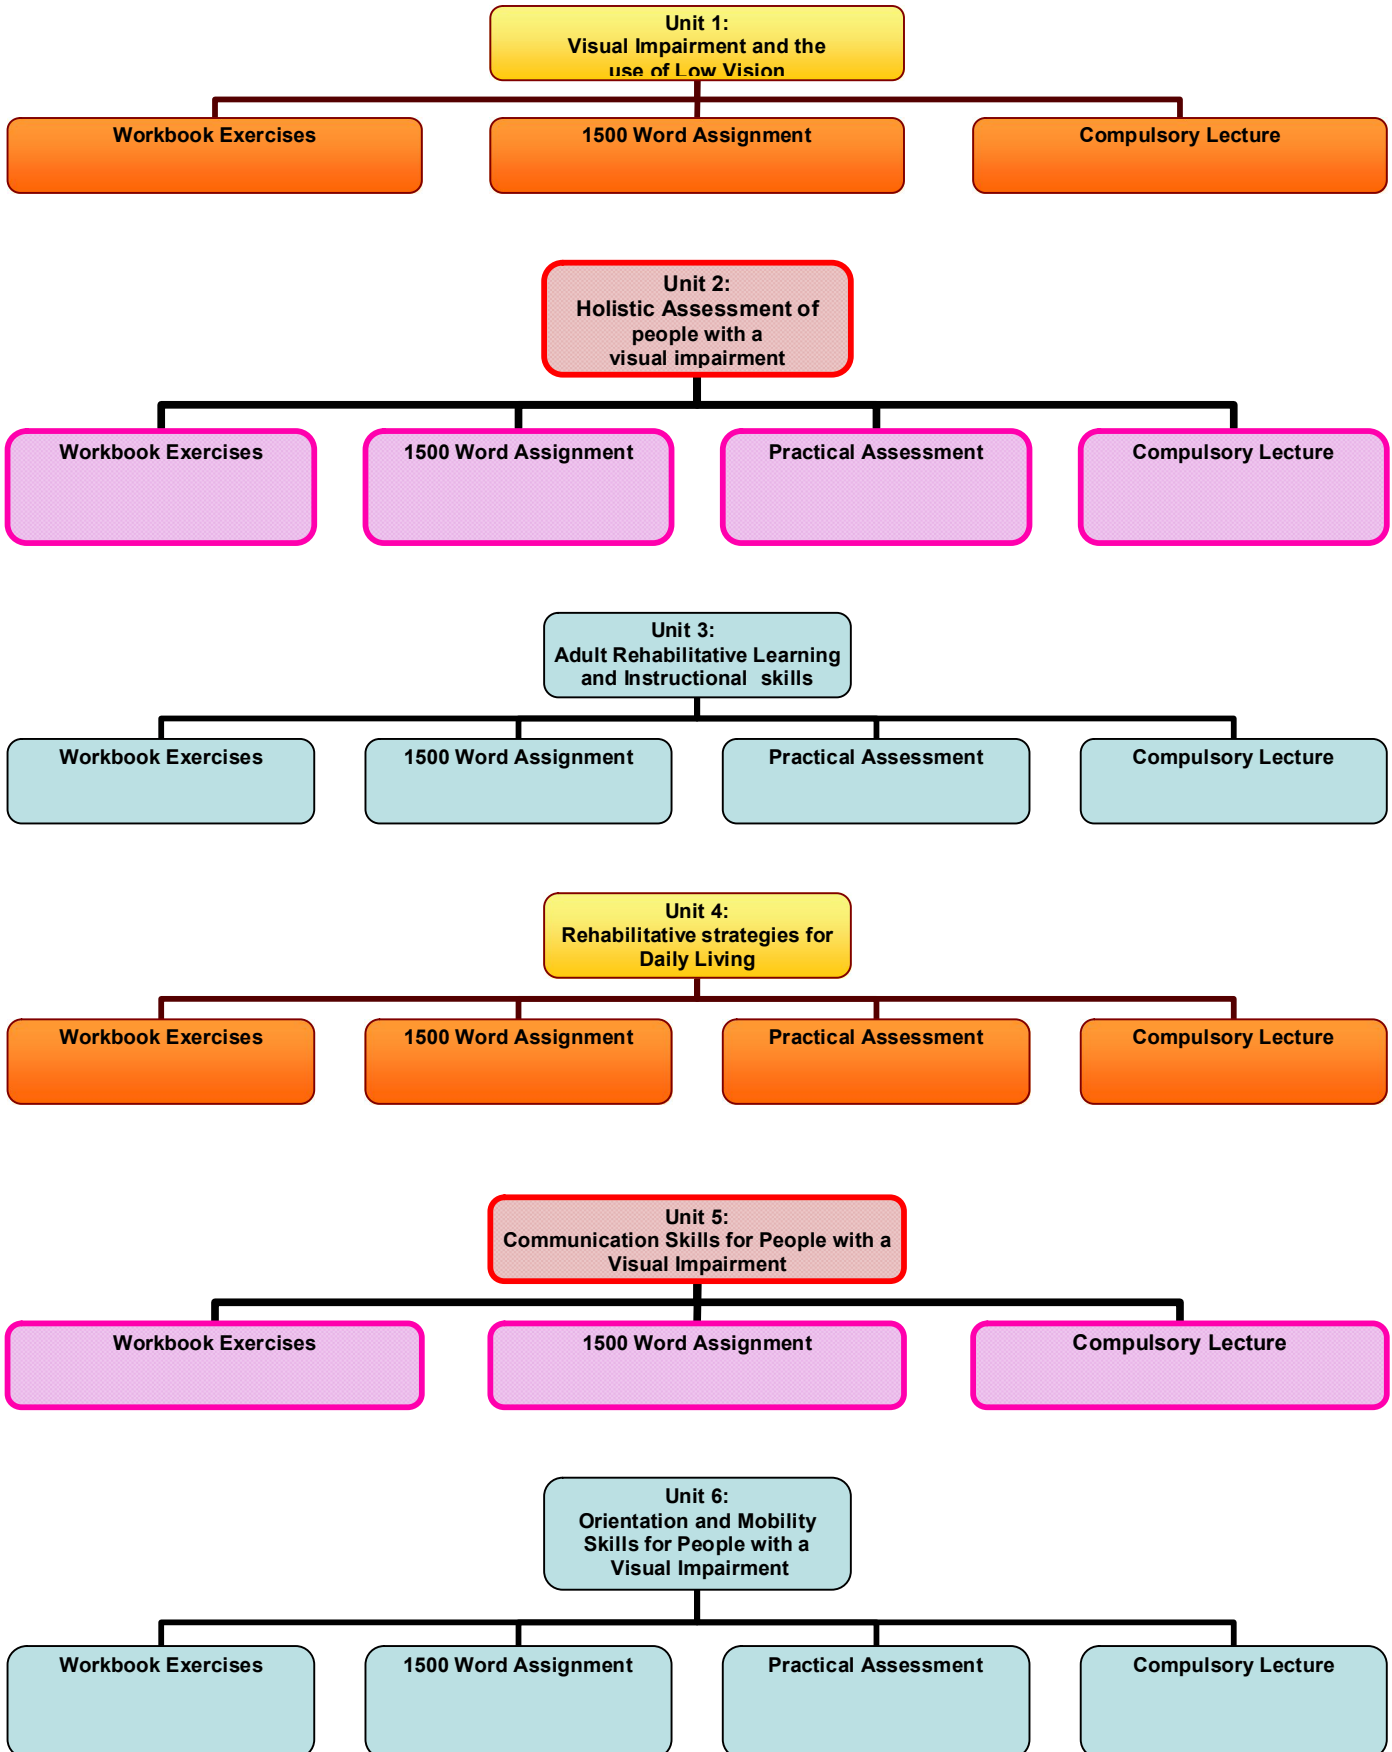 Unit 1:
Visual Impairment and the
use of Low Vision
Workbook Exercises
1500 Word Assignment
Compulsory Lecture
Unit 2:
Holistic Assessment of
people with a
visual impairment
Workbook Exercises
1500 Word Assignment
Practical Assessment
Compulsory Lecture
Unit 3:
Adult Rehabilitative Learning
and Instructional skills
Workbook Exercises
1500 Word Assignment
Practical Assessment
Compulsory Lecture
Unit 4:
Rehabilitative strategies for
Daily Living
Workbook Exercises
1500 Word Assignment
Practical Assessment
Compulsory Lecture
Unit 5:
Communication Skills for People with a
Visual Impairment
Workbook Exercises
1500 Word Assignment
Compulsory Lecture
Unit 6:
Orientation and Mobility
Skills for People with a
Visual Impairment
Workbook Exercises
1500 Word Assignment
Practical Assessment
Compulsory Lecture